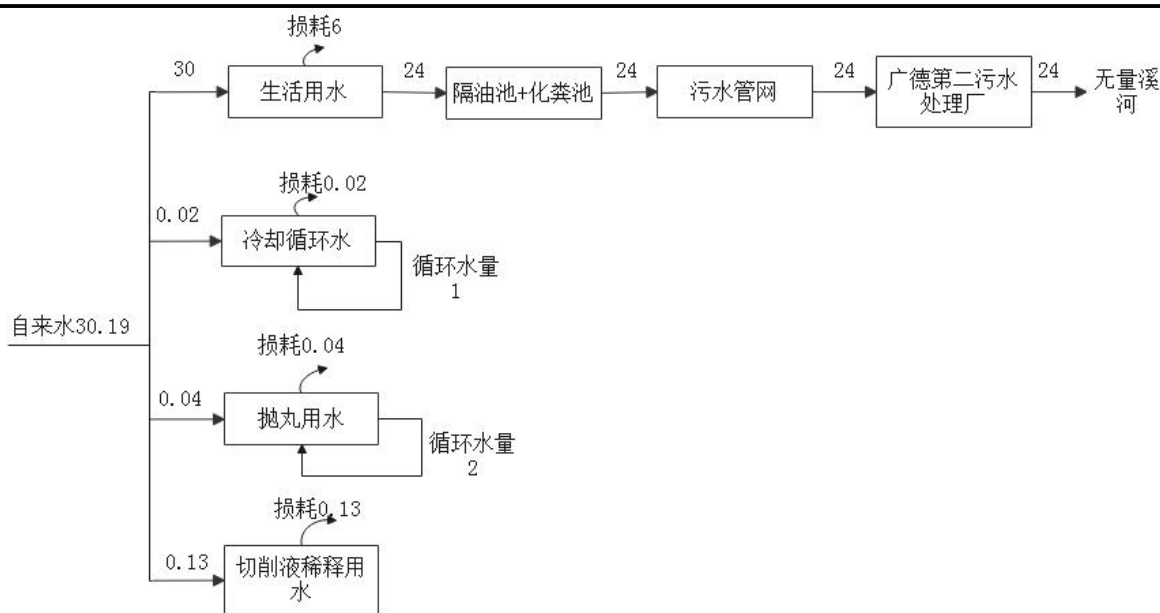 损耗6
30
生活用水
24
隔油池+化粪池
24
污水管网
24
广德第二污水
处理厂
24
无量溪
河
损耗0.02
0.02
冷却循环水
循环水量
1
自来水30.19
损耗0.04
0.04
抛丸用水
循环水量
2
损耗0.13
0.13
切削液稀释用
水